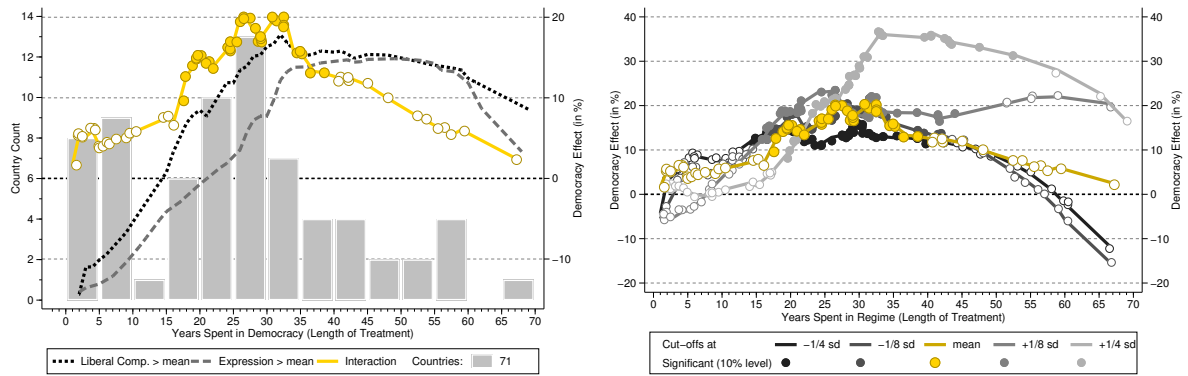 14
12
10
8
6
4
2
0
Country Count
20
10
0
−10
Democracy Effect (in %)
0 5 10 15 20 25 30 35 40 45 50 55 60 65 70
Years Spent in Democracy (Length of Treatment)
Liberal Comp. > mean Expression > mean Interaction Countries: 71
40
30
20
10
0
−10
−20
Democracy Effect (in %)
40
30
20
10
0
−10
−20
Democracy Effect (in %)
0 5 10 15 20 25 30 35 40 45 50 55 60 65 70
Years Spent in Regime (Length of Treatment)
Cut−offs at −1/4 sd −1/8 sd mean +1/8 sd +1/4 sd
Significant (10% level)